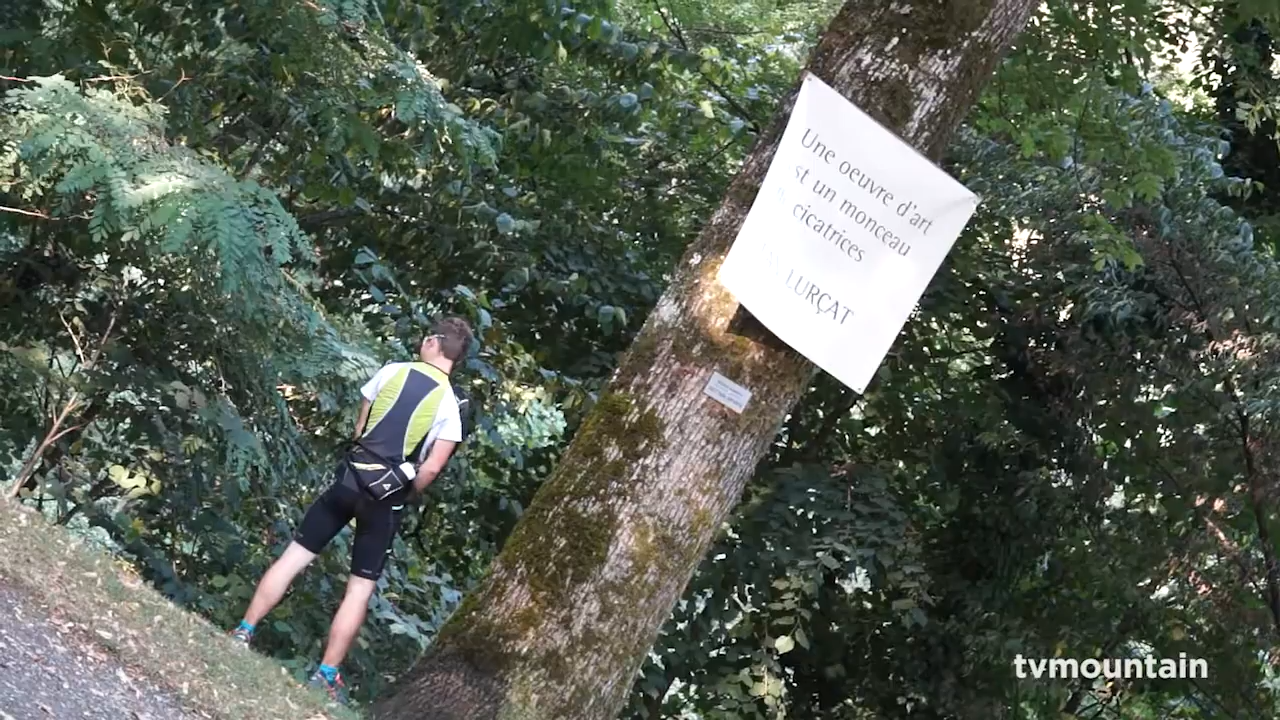 Une oeuvre d'art
st un monceau
cicatrices
LURÇAT
tvmountain